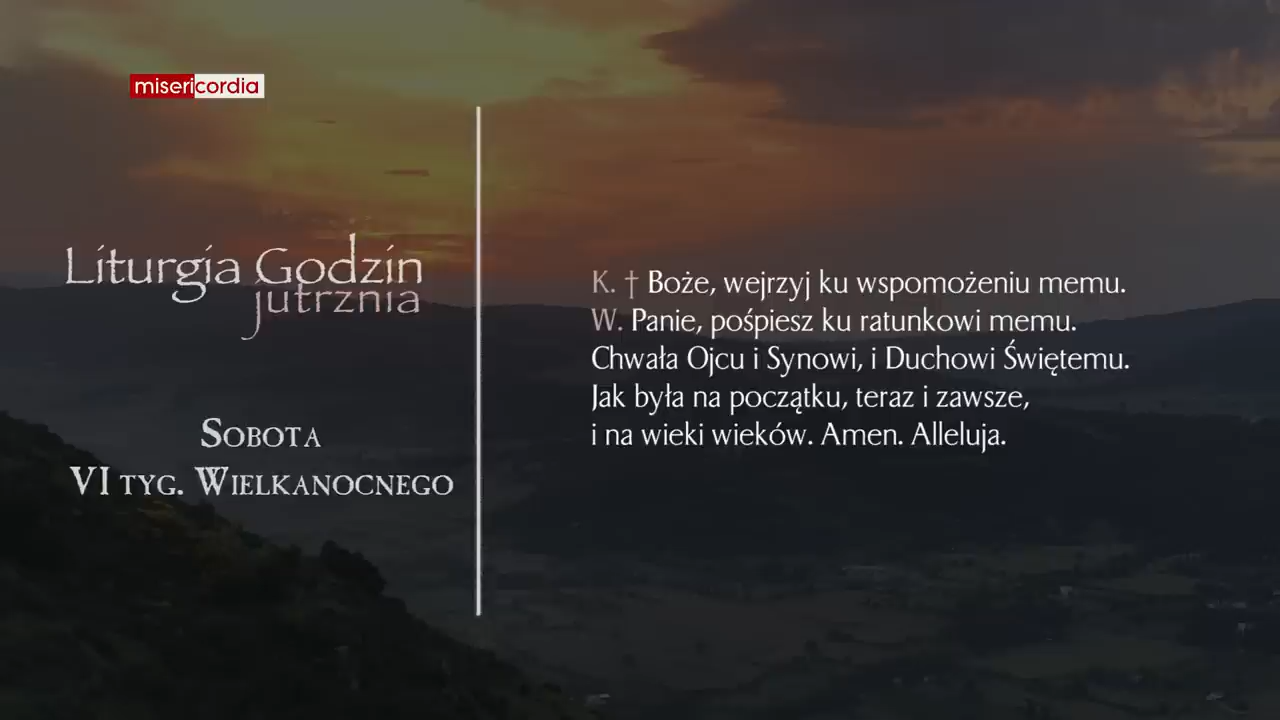 misericordia
Liturgia Godzin
jutrznia
Sobota
VI tyg. Wielkanocnego
K. † Boże, wejrzyj ku wspomożeniu memu.
W. Panie, pośpiesz ku ratunkowi memu.
Chwała Ojcu i Synowi, i Duchowi Świętemu.
Jak była na początku, teraz i zawsze,
i na wieki wieków. Amen. Alleluja.